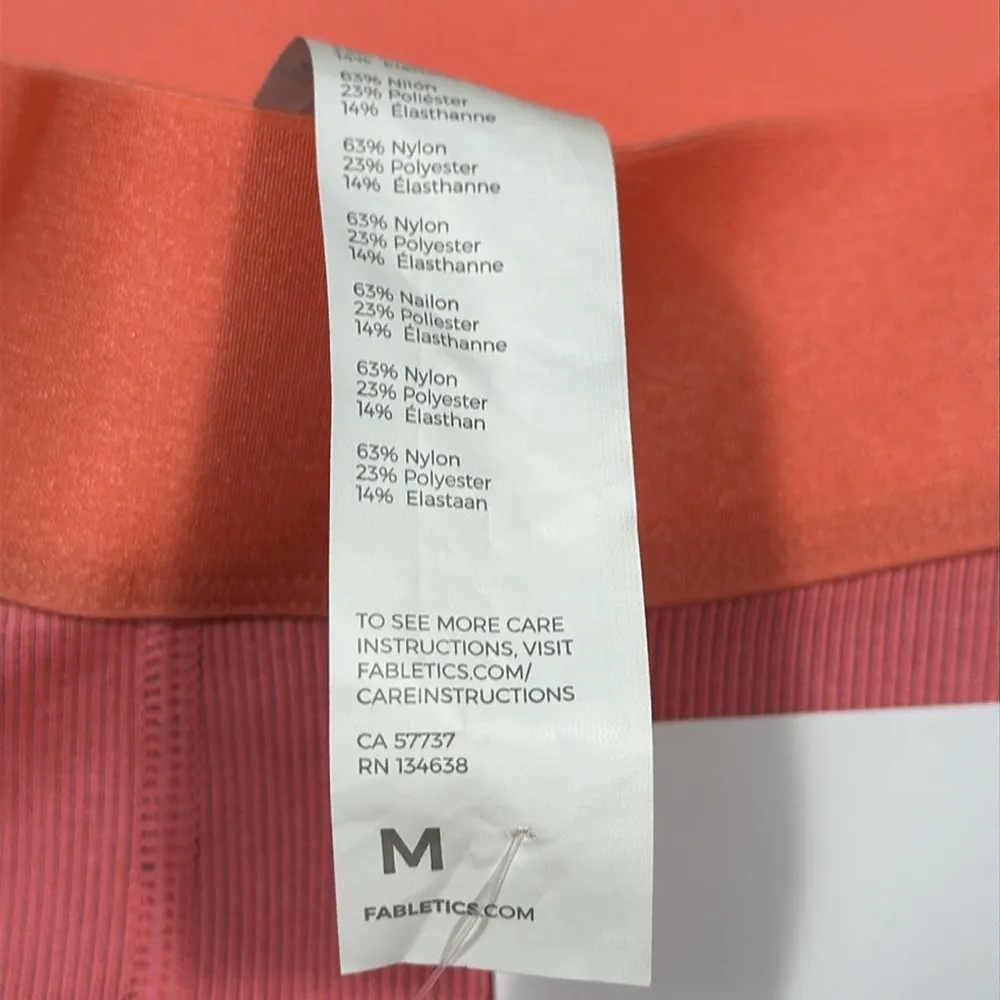 14%
63% Nilón
23% Poliéster
14% Élasthanne
63% Nylon
23% Polyester
14% Élasthanne
63% Nylon
23% Polyester
14% Élasthanne
63% Nailon
23% Poliester
14% Élasthanne
63% Nylon
23% Polyester
14% Élasthan
63% Nylon
23% Polyester
14% Elastaan
TO SEE MORE CARE
INSTRUCTIONS, VISIT
FABLETICS.COM/
CAREINSTRUCTIONS
CA 57737
RN 134638
M
FABLETICS.COM